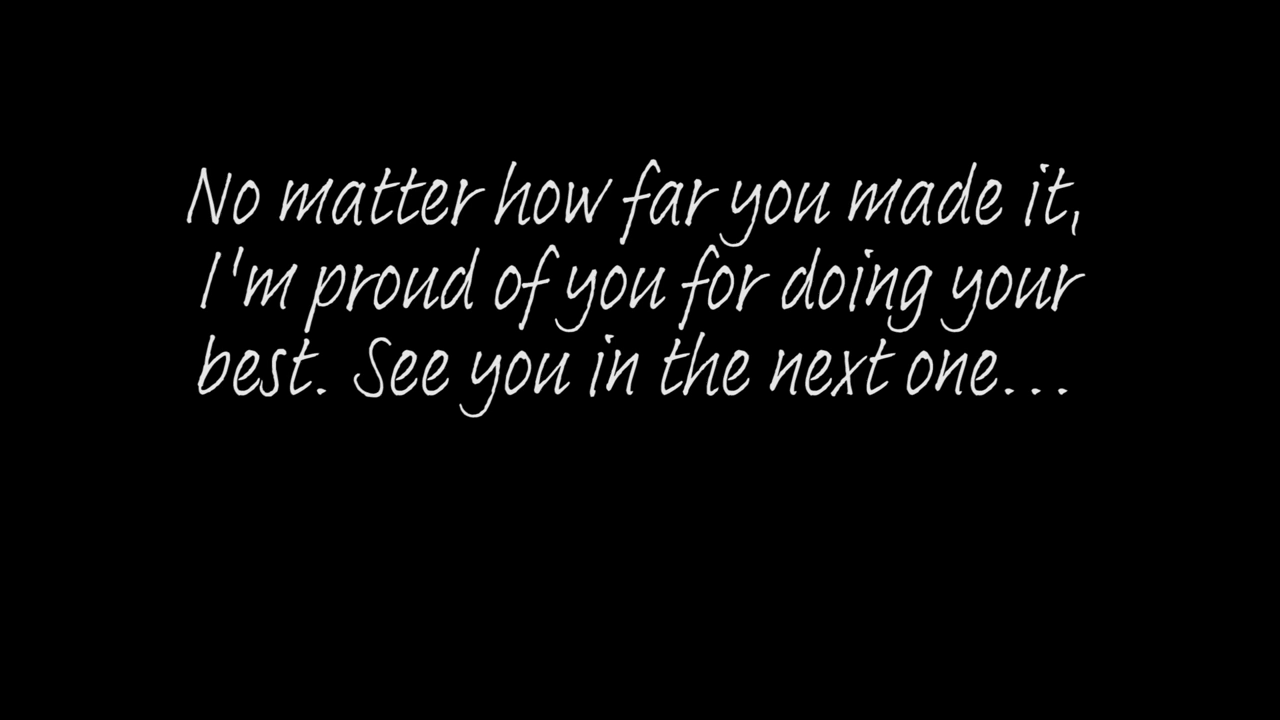 No matter how far you made it,
I'm proud of you for doing your
best. See you in the next one...